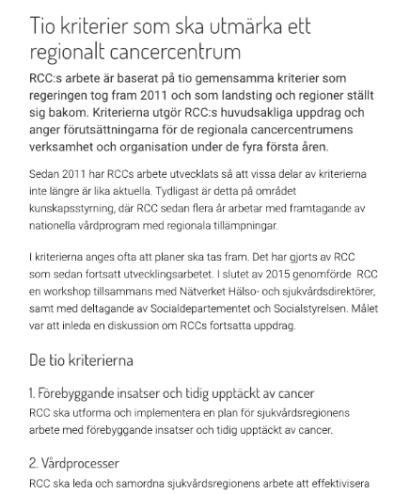 Tio kriterier som ska utmärka ett
regionalt cancercentrum
RCC:s arbete är baserat på tio gemensamma kriterier som
regeringen tog fram 2011 och som landsting och regioner ställt
sig bakom. Kriterierna utgör RCC:s huvudsakliga uppdrag och
anger förutsättningarna för de regionala cancercentrumens
verksamhet och organisation under de fyra första åren.
Sedan 2011 har RCCs arbete utvecklats så att vissa delar av kriterierna
inte längre är lika aktuella. Tydligast är detta på området
kunskapsstyrning, där RCC sedan flera år arbetar med framtagande av
nationella vårdprogram med regionala tillämpningar.
I kriterierna anges ofta att planer ska tas fram. Det har gjorts av RCC
som sedan fortsatt utvecklingsarbetet. I slutet av 2015 genomförde RCC
en workshop tillsammans med Nätverket Hälso- och sjukvårdsdirektörer,
samt med deltagande av Socialdepartementet och Socialstyrelsen. Målet
var att inleda en diskussion om RCCs fortsatta uppdrag.
De tio kriterierna
1. Förebyggande insatser och tidig upptäckt av cancer
RCC ska utforma och implementera en plan för sjukvårdsregionens
arbete med förebyggande insatser och tidig upptäckt av cancer.
2. Vårdprocesser
RCC ska leda och samordna sjukvårdsregionens arbete att effektivisera